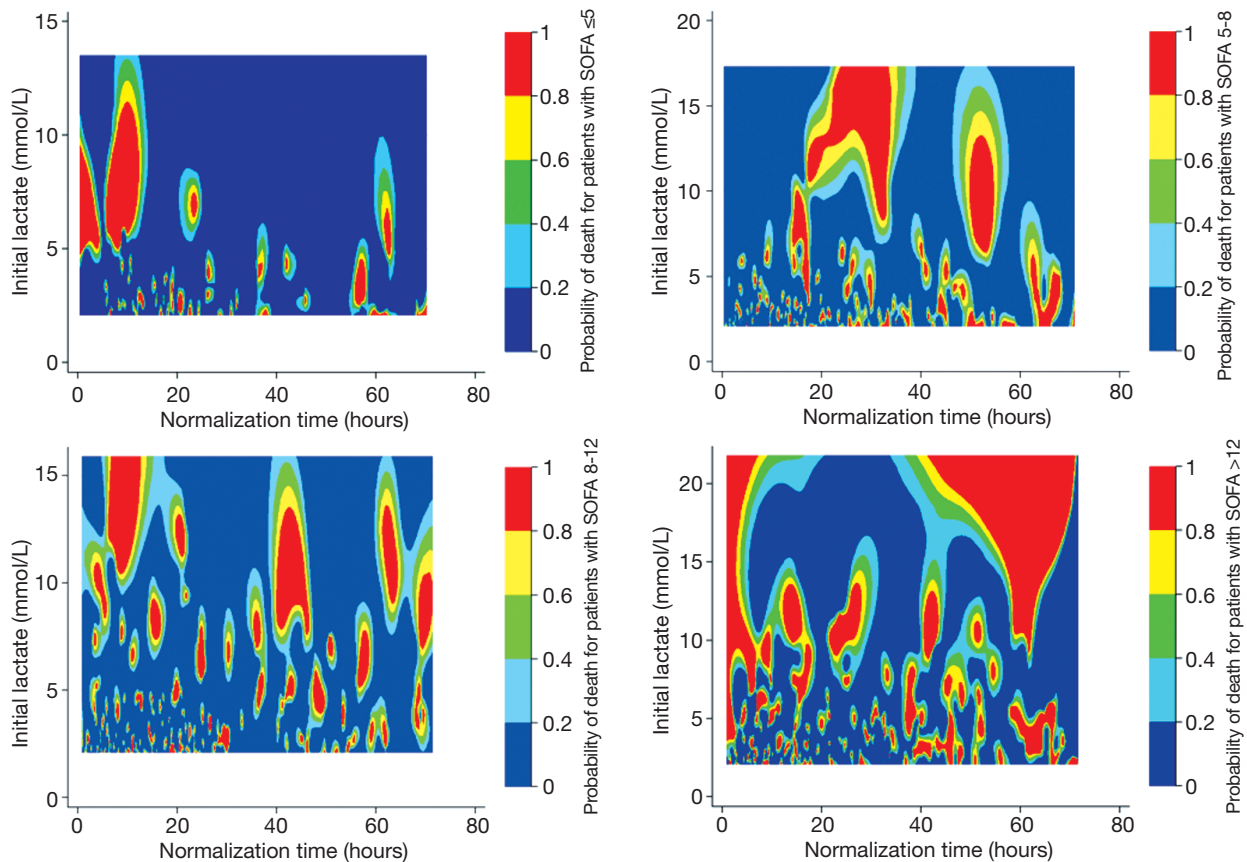 15
10
5
0
Initial lactate (mmol/L)
0 20 40 60 80
Normalization time (hours)
1
0.8
0.6
0.4
0.2
0
Probability of death for patients with SOFA ≤5
20
15
10
5
0
Initial lactate (mmol/L)
0 20 40 60 80
Normalization time (hours)
1
0.8
0.6
0.4
0.2
0
Probability of death for patients with SOFA 5-8
15
10
5
0
Initial lactate (mmol/L)
0 20 40 60 80
Normalization time (hours)
1
0.8
0.6
0.4
0.2
0
Probability of death for patients with SOFA 8-12
20
15
10
5
0
Initial lactate (mmol/L)
0 20 40 60 80
Normalization time (hours)
1
0.8
0.6
0.4
0.2
0
Probability of death for patients with SOFA >12